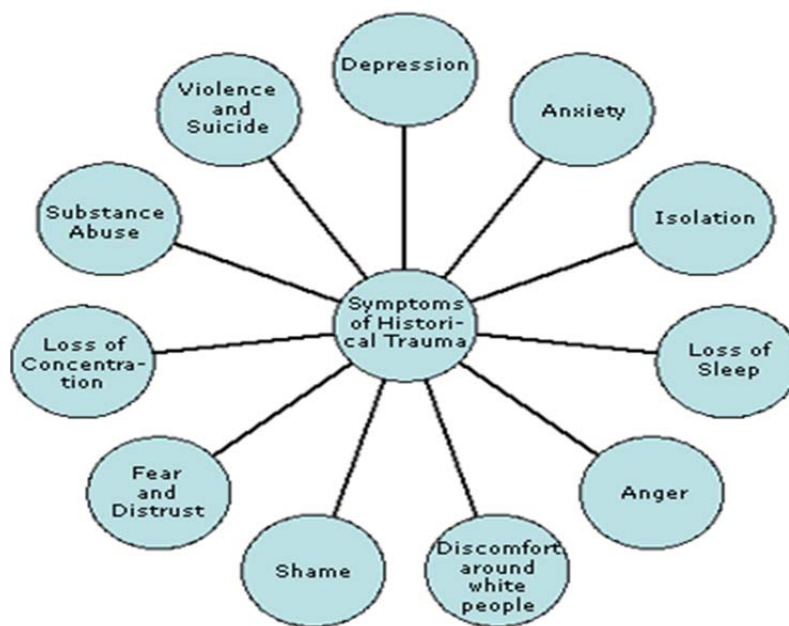 Depression
Anxiety
Isolation
Loss of
Sleep
Anger
Discomfort
around
white
people
Shame
Fear
and
Distrust
Loss of
Concentra-
tion
Substance
Abuse
Violence
and
Suicide
Symptoms
of Histori-
cal Trauma